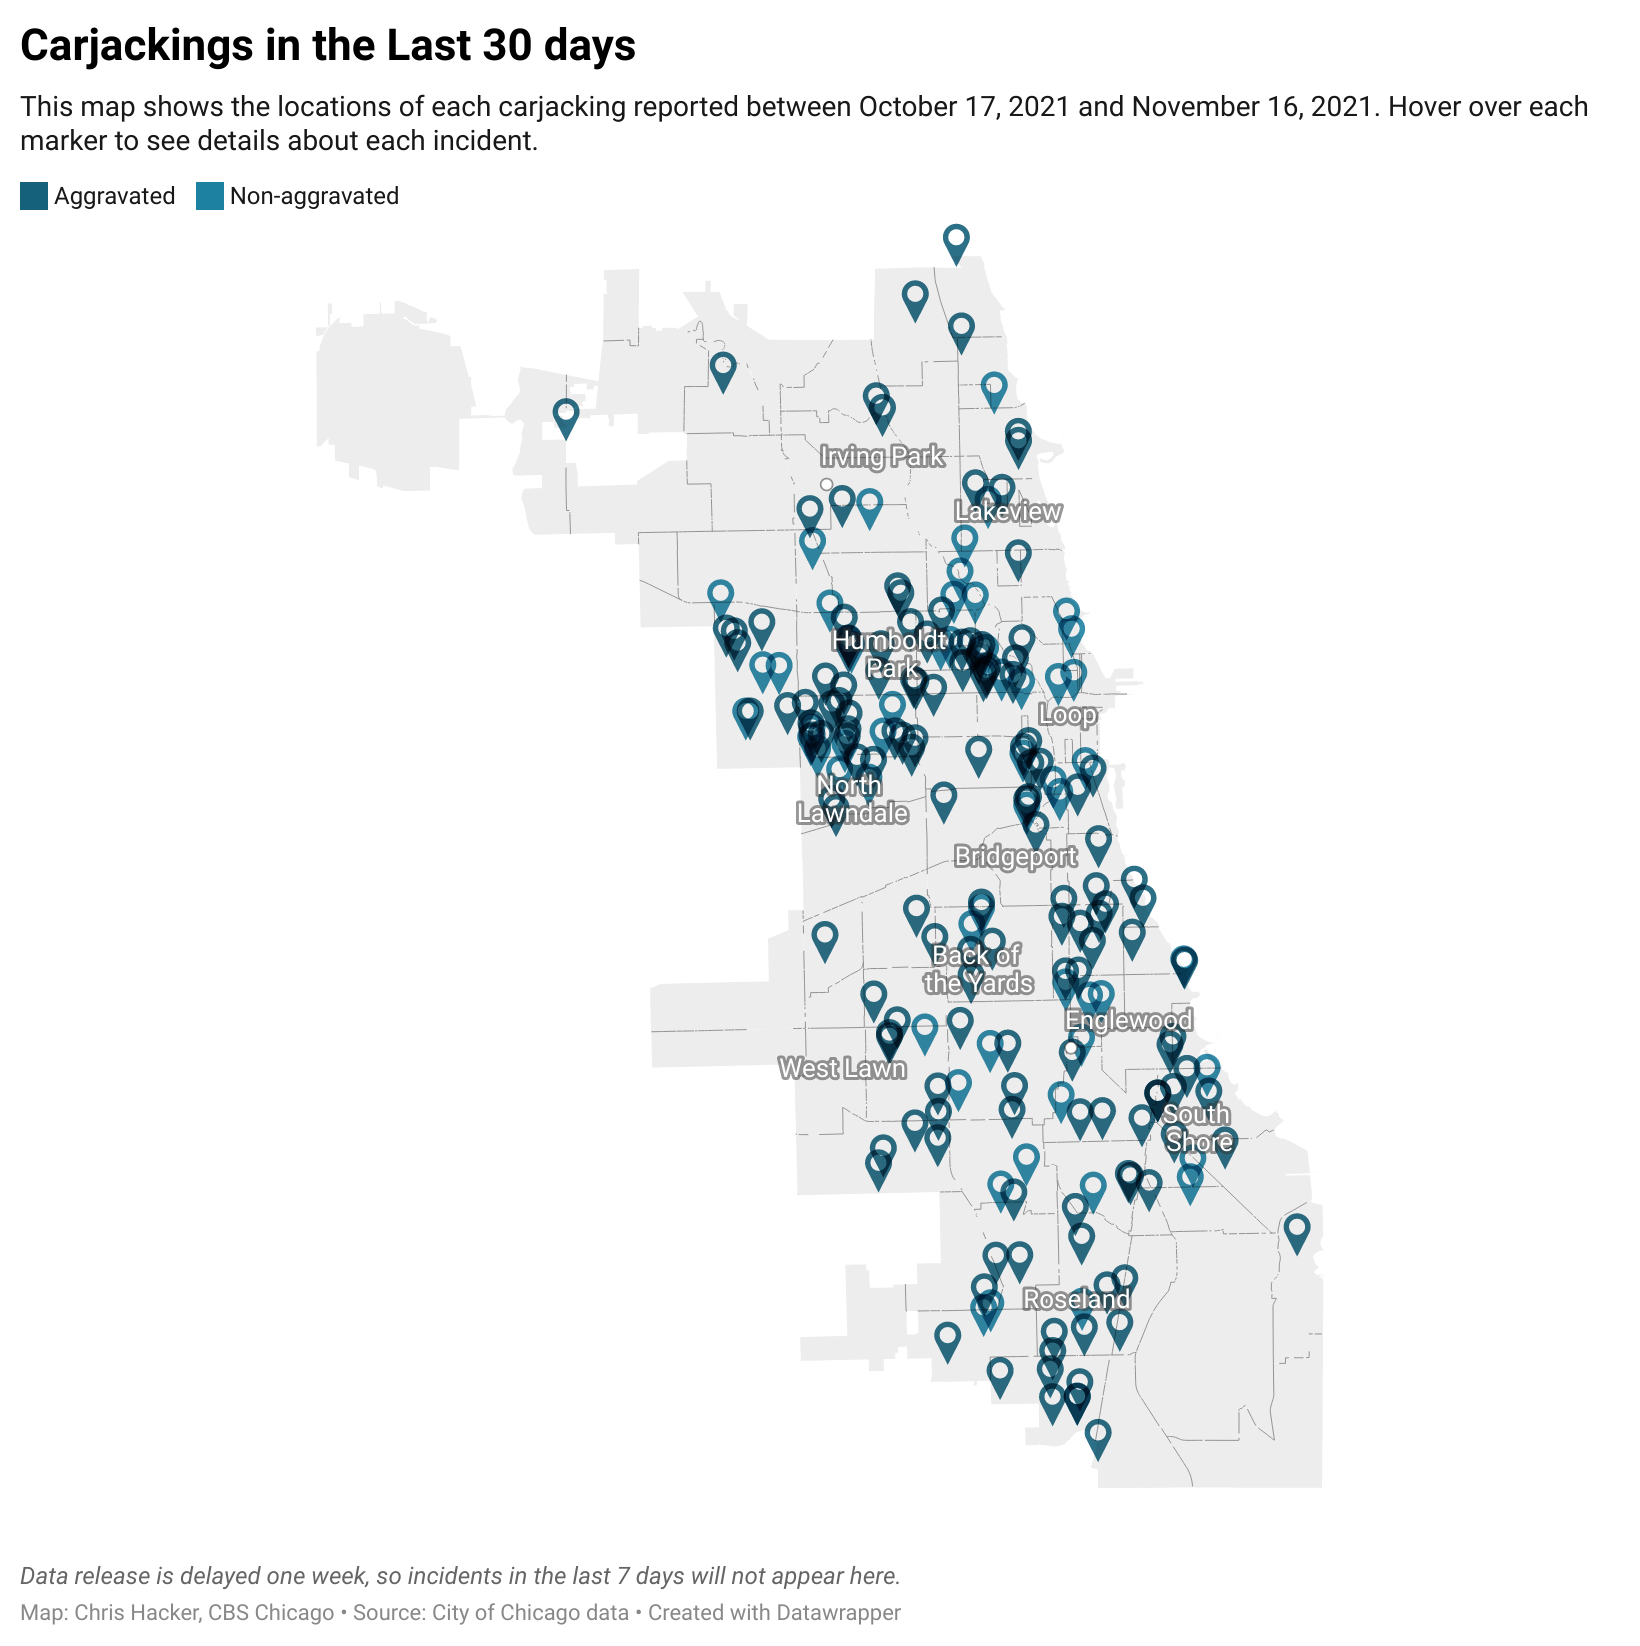 Carjackings in the Last 30 days
This map shows the locations of each carjacking reported between October 17, 2021 and November 16, 2021. Hover over each
marker to see details about each incident.
Aggravated Non-aggravated
Irving Park
Lakeview
Humboldt
Park
Loop
North
Lawndale
Bridgeport
Back of
the Yards
Englewood
West Lawn
South
Shore
Roseland
Data release is delayed one week, so incidents in the last 7 days will not appear here.
Map: Chris Hacker, CBS Chicago • Source: City of Chicago data • Created with Datawrapper